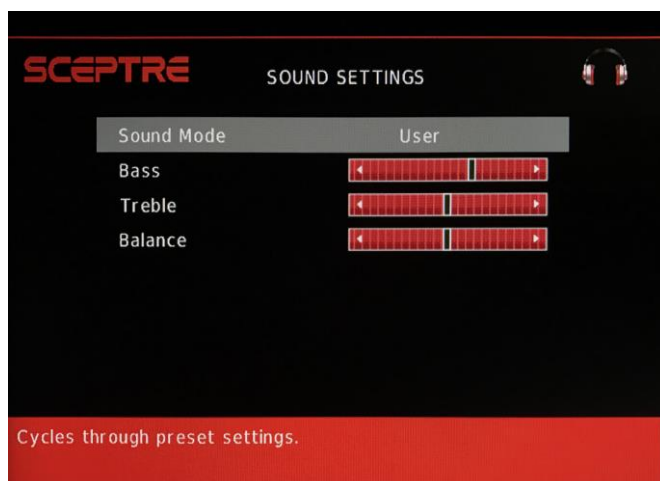 SCEPTRE
SOUND SETTINGS
Sound Mode User
Bass
Treble
Balance
Cycles through preset settings.